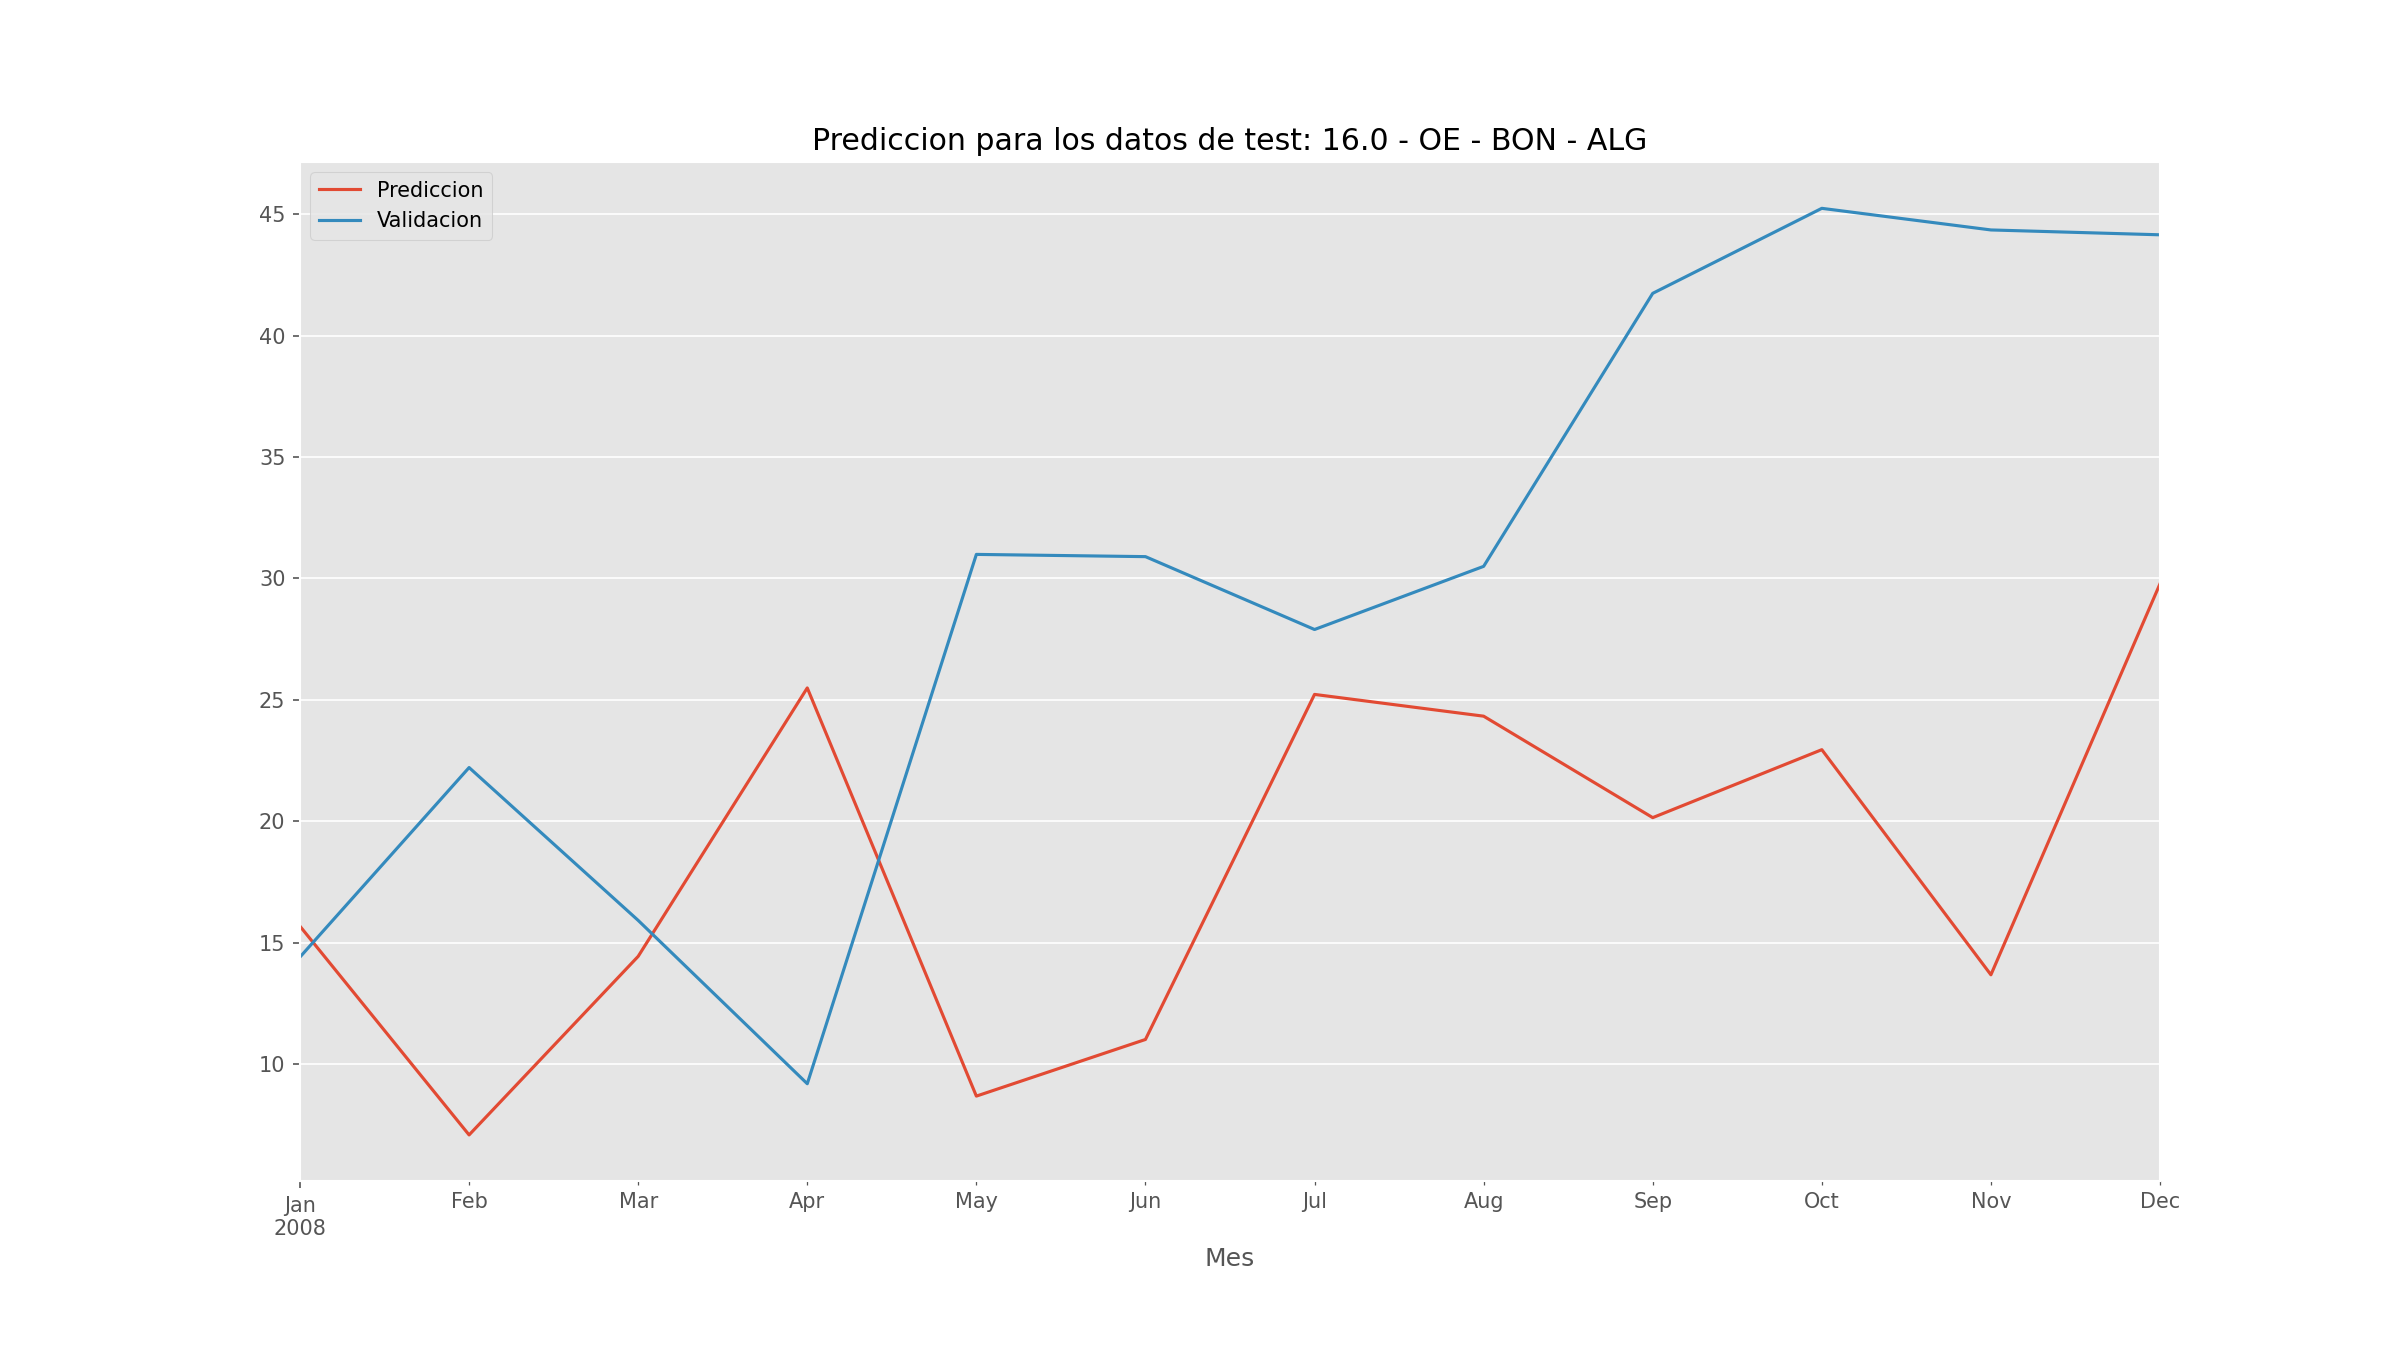 Prediccion para los datos de test: 16.0 - OE - BON - ALG
Prediccion
Validacion
45
40
35
30
25
20
15
10
Jan Feb Mar Apr May Jun Jul Aug Sep Oct Nov Dec
2008
Mes